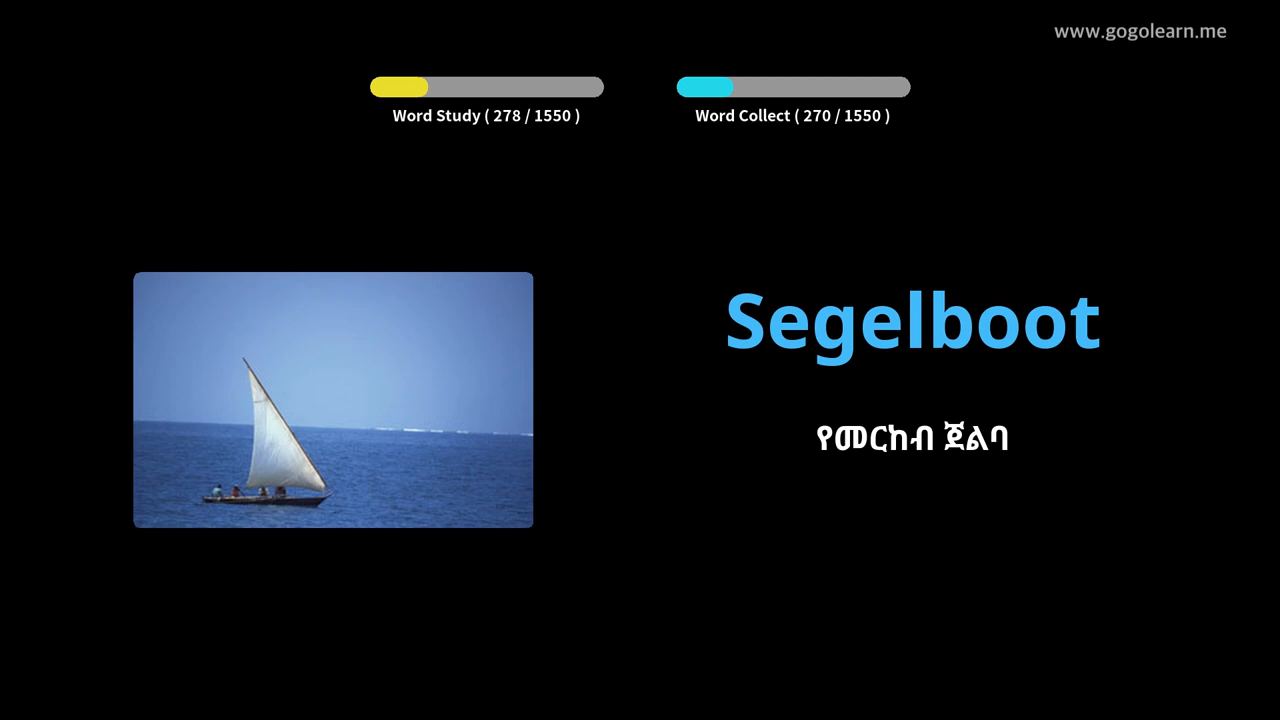 www.gogolearn.me
Word Study ( 278 / 1550 )
Word Collect ( 270 / 1550 )
Segelboot
የመርከብ ጀልባ